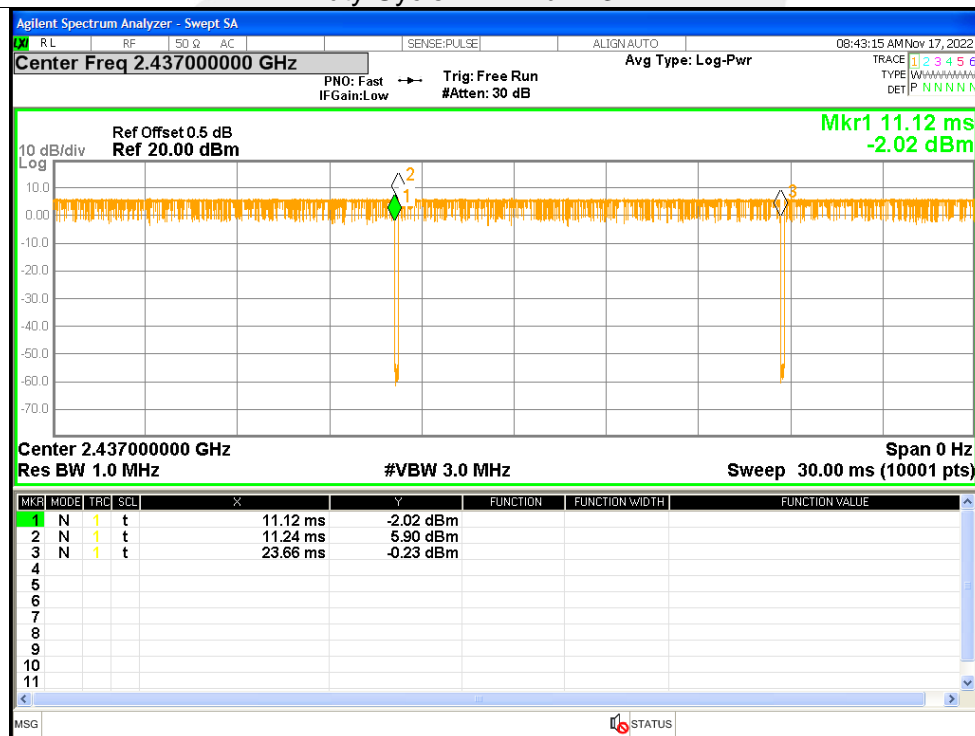 Agilent Spectrum Analyzer - Swept SA
LXI RL RF 50 Ω AC SENSE:PULSE ALIGNAUTO 08:43:15 AM Nov 17, 2022
Center Freq 2.437000000 GHz Avg Type: Log-Pwr TRACE 1 2 3 4 5 6
PNO: Fast Trig: Free Run TYPE W
IFGain:Low #Atten: 30 dB DET P N N N N N
Mkr1 11.12 ms
Ref Offset 0.5 dB
10 dB/div Ref 20.00 dBm -2.02 dBm
Log
10.0
0.00
-10.0
-20.0
-30.0
-40.0
-50.0
-60.0
-70.0
2
1
3
Center 2.437000000 GHz Span 0 Hz
Res BW 1.0 MHz #VBW 3.0 MHz Sweep 30.00 ms (10001 pts)
MKR MODE TRC SCL X Y FUNCTION FUNCTION WIDTH FUNCTION VALUE
1 N 1 t 11.12 ms -2.02 dBm
2 N 1 t 11.24 ms 5.90 dBm
3 N 1 t 23.66 ms -0.23 dBm
4
5
6
7
8
9
10
11
MSG STATUS